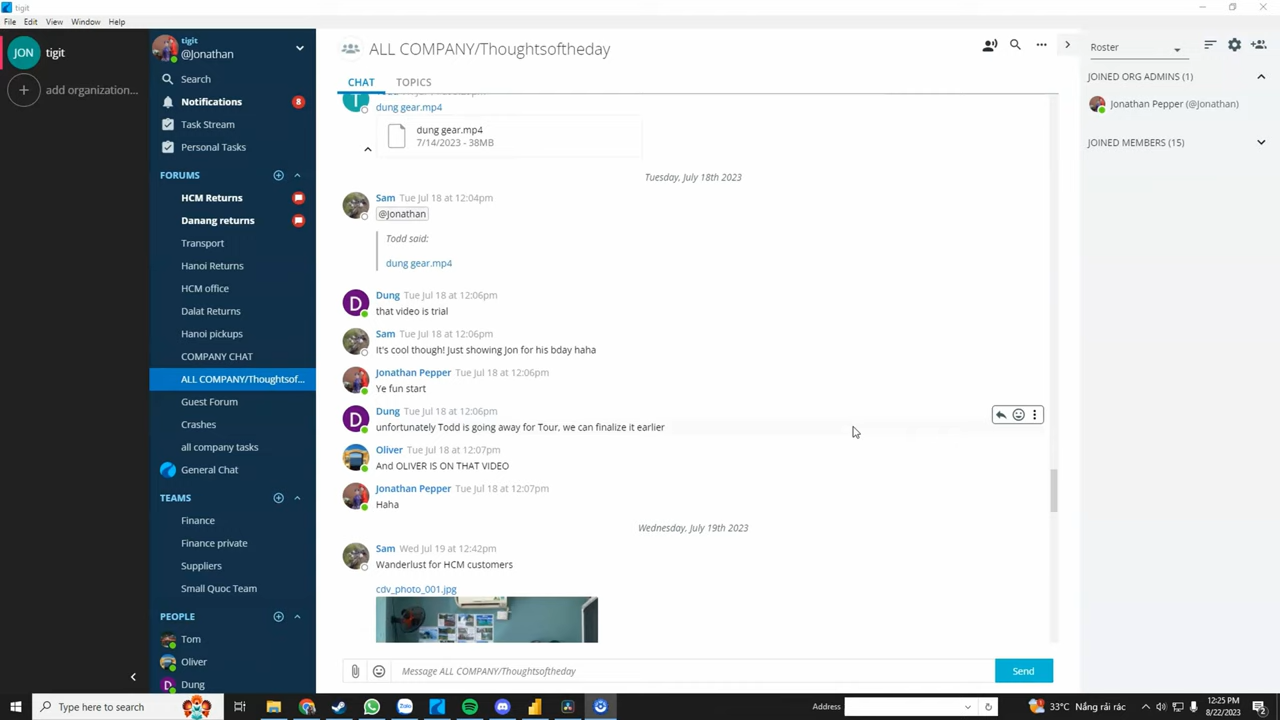 tigit
File Edit View Window Help
JON tigit
add organization...
tigit
@Jonathan
Search
Notifications 8
Task Stream
Personal Tasks
FORUMS
HCM Returns
Danang returns
Transport
Hanoi Returns
HCM office
Dalat Returns
Hanoi pickups
COMPANY CHAT
ALL COMPANY/Thoughtsof...
Guest Forum
Crashes
all company tasks
General Chat
TEAMS
Finance
Finance private
Suppliers
Small Quoc Team
PEOPLE
Tom
Oliver
D Dung
ALL COMPANY/Thoughtsoftheday
CHAT TOPICS
T
dung gear.mp4
dung gear.mp4
7/14/2023 - 38MB
Tuesday, July 18th 2023
Sam Tue Jul 18 at 12:04pm
@Jonathan
Todd said:
dung gear.mp4
D Dung Tue Jul 18 at 12:06pm
that video is trial
Sam Tue Jul 18 at 12:06pm
It's cool though! Just showing Jon for his bday haha
Jonathan Pepper Tue Jul 18 at 12:06pm
Ye fun start
D Dung Tue Jul 18 at 12:06pm
unfortunately Todd is going away for Tour, we can finalize it earlier
Oliver Tue Jul 18 at 12:07pm
And OLIVER IS ON THAT VIDEO
Jonathan Pepper Tue Jul 18 at 12:07pm
Haha
Wednesday, July 19th 2023
Sam Wed Jul 19 at 12:42pm
Wanderlust for HCM customers
cdv_photo_001.jpg
Message ALL COMPANY/Thoughtsoftheday
Send
Roster
JOINED ORG ADMINS (1)
Jonathan Pepper (@Jonathan)
JOINED MEMBERS (15)
Type here to search
Zalo
Address
33°C Nắng rải rác
12:25 PM
8/22/2023